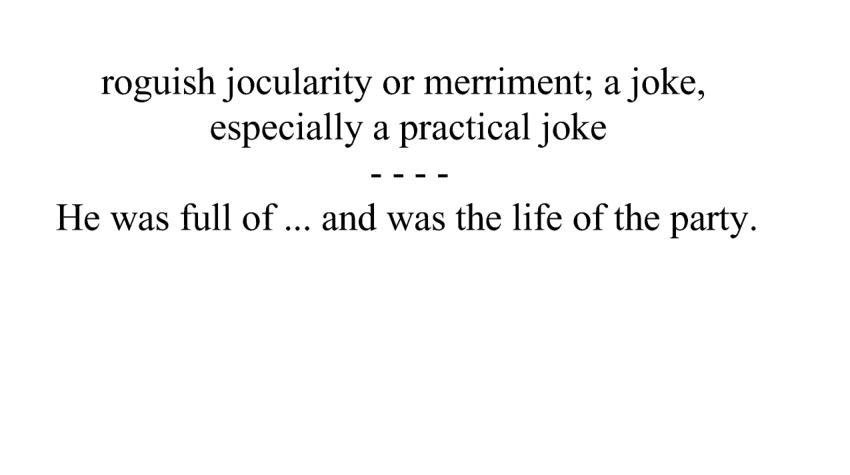 roguish jocularity or merriment; a joke,
especially a practical joke
- - - -
He was full of ... and was the life of the party.